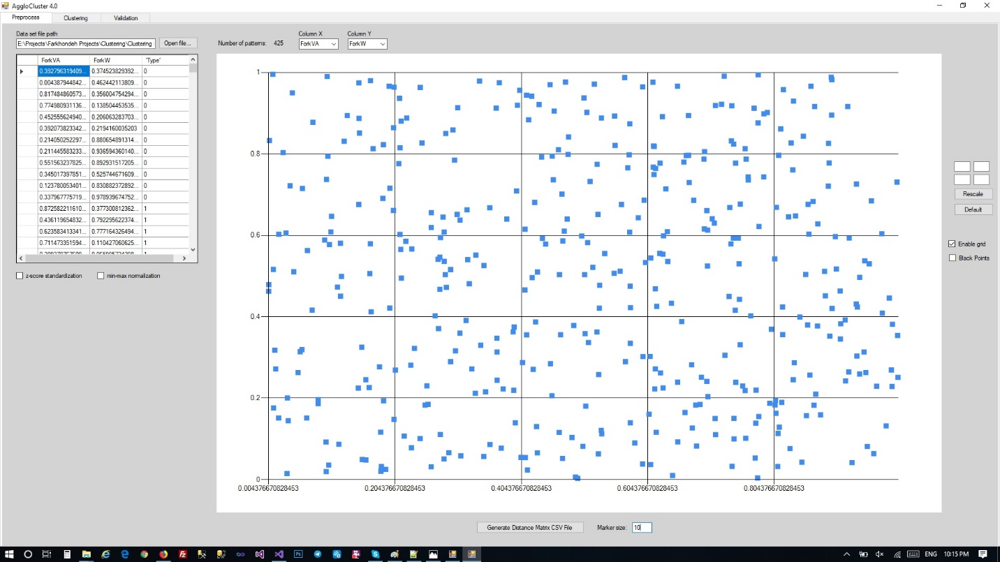 AggloCluster 4.0
Preprocess Clustering Validation
Data set file path
E:\Projects\Farkhondeh Projects\Clustering\Clustering Open file...
Number of patterns: 425
Column X Column Y
ForkVA ForkW
ForkVA ForkW 'Type'
0.392796319409... 0.374523829392... 0
0.004387944842... 0.462442113809... 0
0.817484860573... 0.356004754294... 0
0.774980931136... 0.138504453535... 0
0.452555624940... 0.206063283703... 0
0.392073823342... 0.2194160035203 0
0.214050252297... 0.880654891314... 0
0.211445583233... 0.936594360140... 0
0.551563237825... 0.892931517205... 0
0.345017397851... 0.525744671609... 0
0.123780053401... 0.830882372892... 0
0.337967775719... 0.978939674752... 0
0.872582211610... 0.377300812362... 1
0.436119654832... 0.792295622374... 1
0.623583413341... 0.777164326494... 1
0.711473351594... 0.110427060625... 1
z-score standardization min-max normalization
1
0.8
0.6
0.4
0.2
0
0.004376670828453 0.204376670828453 0.404376670828453 0.604376670828453 0.804376670828453
Rescale
Default
Enable grid
Black Points
Generate Distance Matrix CSV File Marker size: 10
ENG 10:15 PM